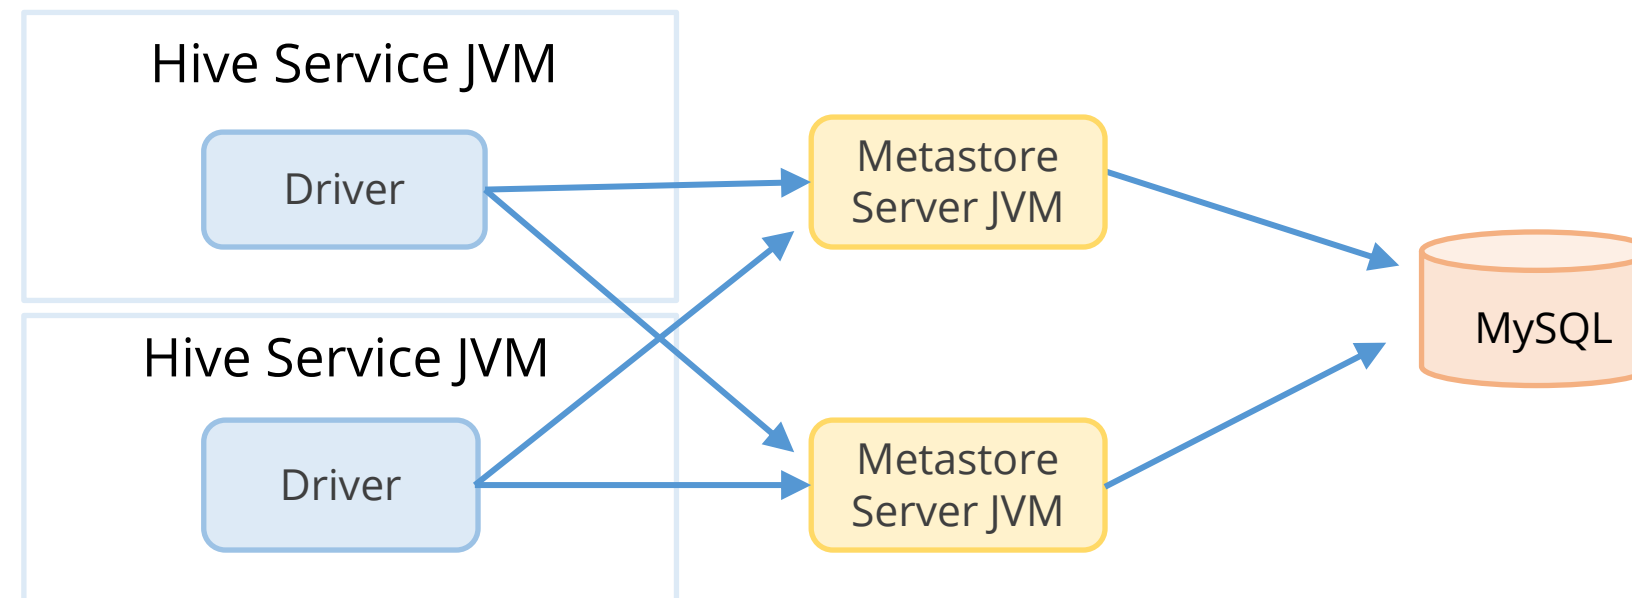 Hive Service JVM
Driver
Metastore
Server JVM
MySQL
Hive Service JVM
Driver
Metastore
Server JVM